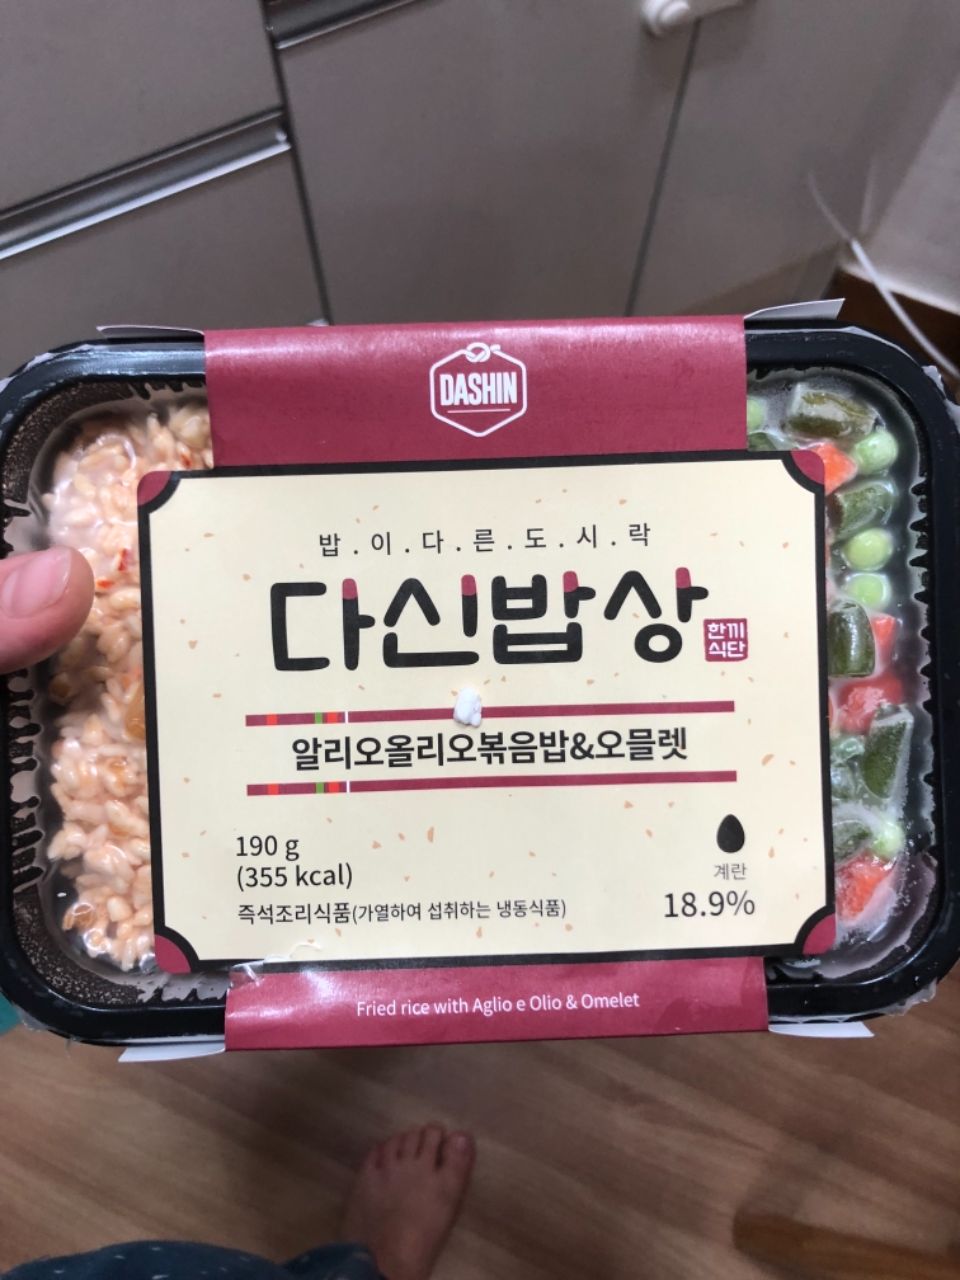 DASHIN
밥.이.다.른.도.시.락
다신밥상
한끼
식단
알리오올리오볶음밥&오믈렛
190 g
(355 kcal)
즉석조리식품(가열하여 섭취하는 냉동식품)
계란
18.9%
Fried rice with Aglio e Olio & Omelet